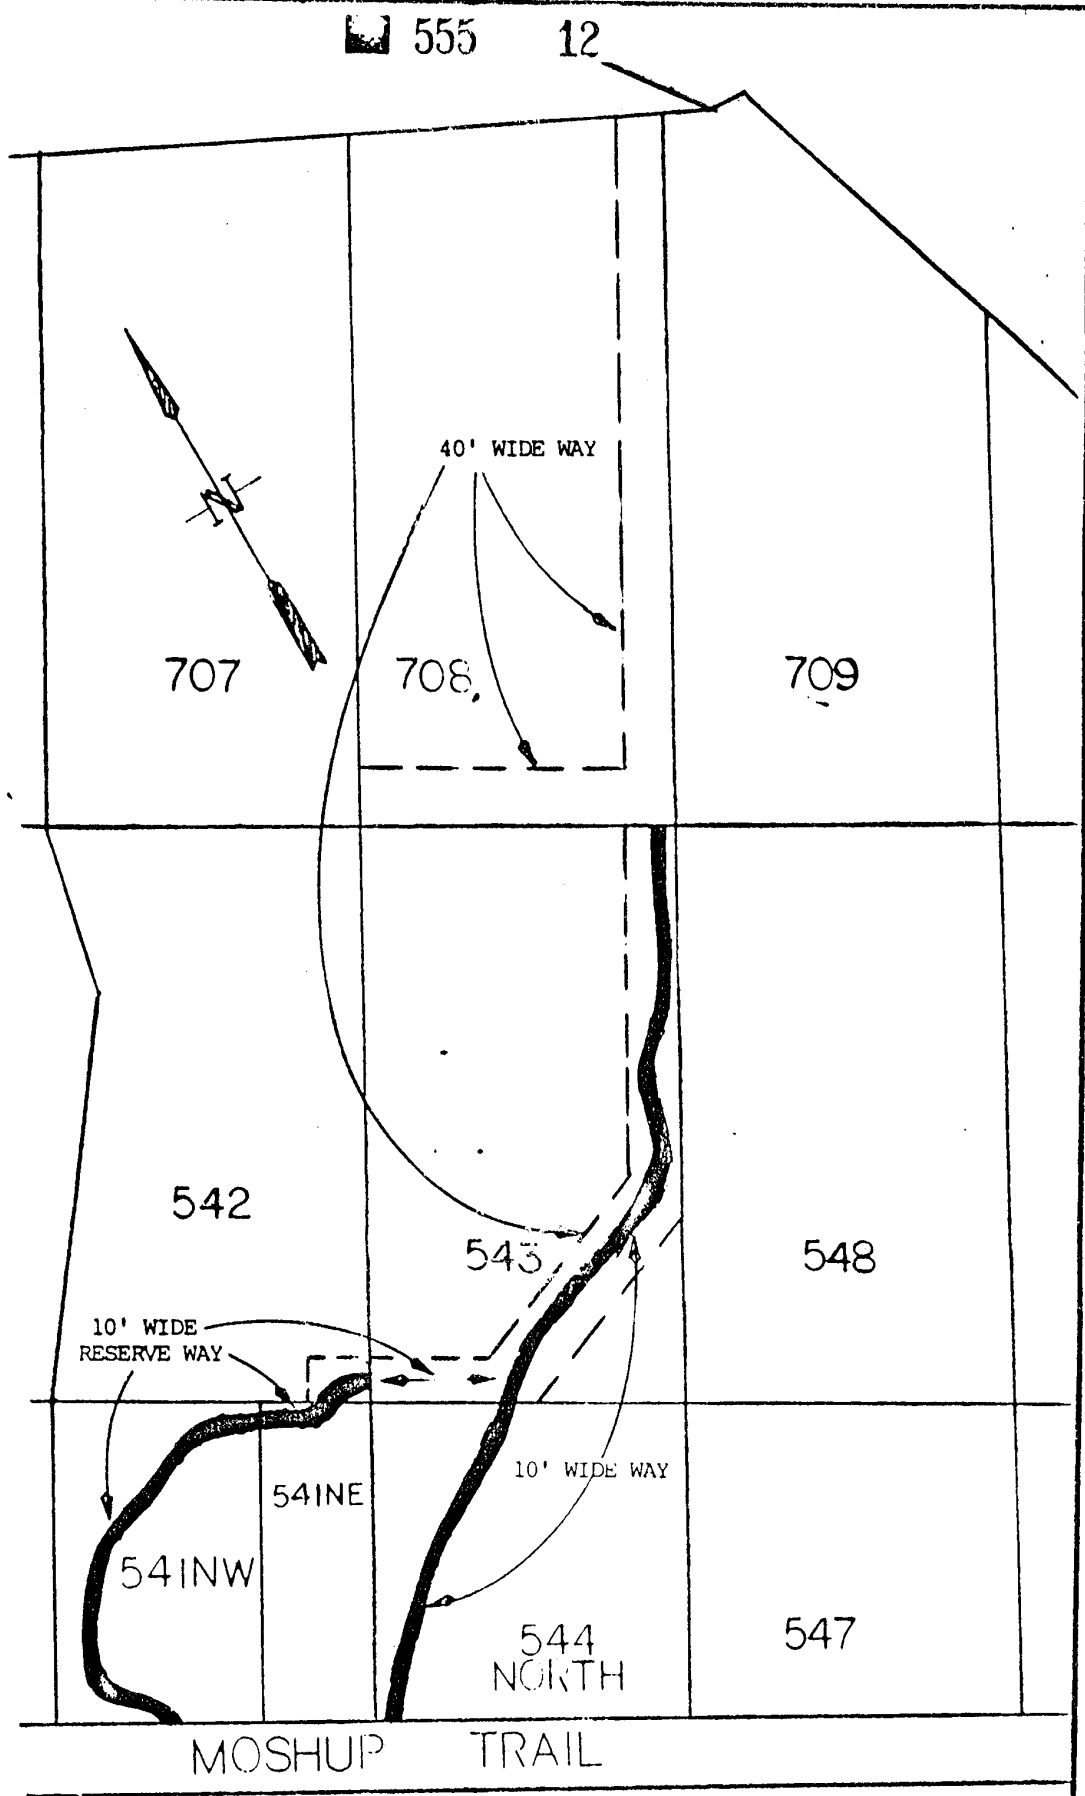 555 12
40' WIDE WAY
707
708
709
542
543
548
10' WIDE
RESERVE WAY
10' WIDE WAY
541NE
541NW
544
NORTH
547
MOSHUP TRAIL
N